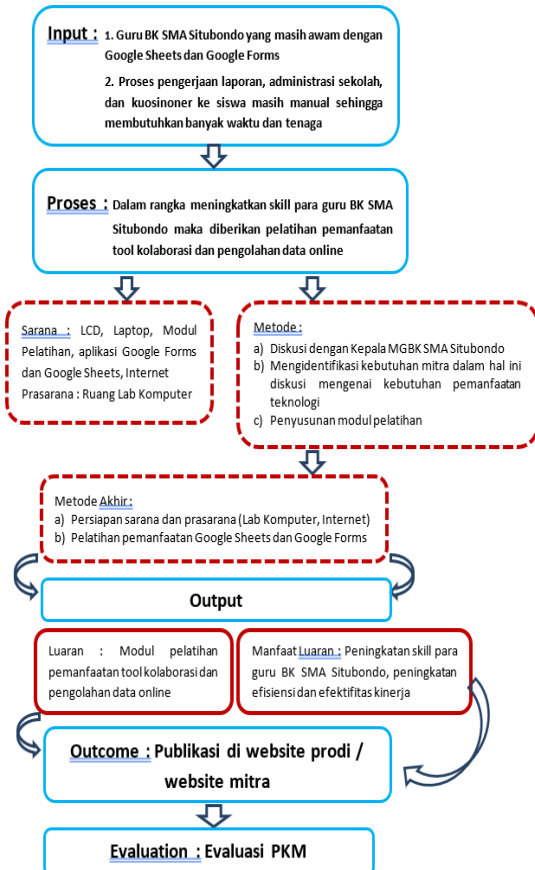 Input : 1. Guru BK SMA Situbondo yang masih awam dengan
Google Sheets dan Google Forms
2. Proses pengerjaan laporan, administrasi sekolah,
dan kuosinoner ke siswa masih manual sehingga
membutuhkan banyak waktu dan tenaga
Proses : Dalam rangka meningkatkan skill para guru BK SMA
Situbondo maka diberikan pelatihan pemanfaatan
tool kolaborasi dan pengolahan data online
Sarana : LCD, Laptop, Modul
Pelatihan, aplikasi Google Forms
dan Google Sheets, Internet
Prasarana : Ruang Lab Komputer
Metode :
a) Diskusi dengan Kepala MGBK SMA Situbondo
b) Mengidentifikasi kebutuhan mitra dalam hal ini
diskusi mengenai kebutuhan pemanfaatan
teknologi
c) Penyusunan modul pelatihan
Metode Akhir :
a) Persiapan sarana dan prasarana (Lab Komputer, Internet)
b) Pelatihan pemanfaatan Google Sheets dan Google Forms
Output
Luaran : Modul pelatihan
pemanfaatan tool kolaborasi dan
pengolahan data online
Manfaat Luaran : Peningkatan skill para
guru BK SMA Situbondo, peningkatan
efisiensi dan efektifitas kinerja
Outcome : Publikasi di website prodi /
website mitra
Evaluation : Evaluasi PKM